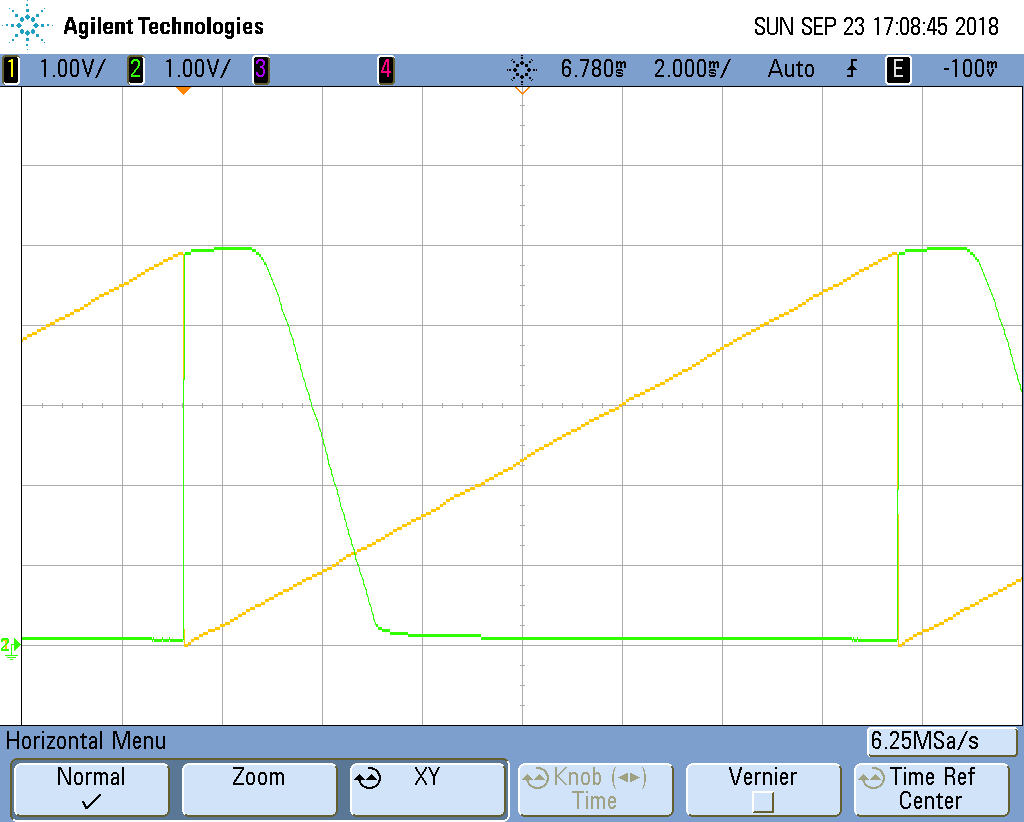 Agilent Technologies SUN SEP 23 17:08:45 2018
1 1.00V/ 2 1.00V/ 3 4 6.780ms 2.000ms/ Auto E -100mV
2
Horizontal Menu 6.25MSa/s
Normal Zoom XY Knob (◄►) Vernier Time Ref
Time Center